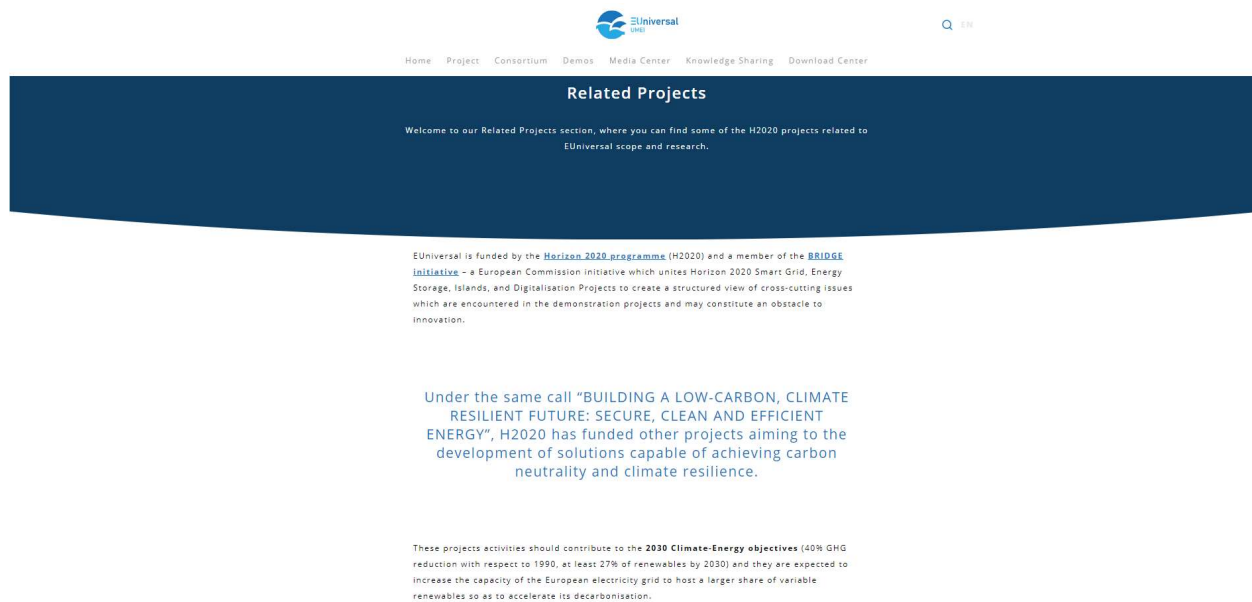 EUniversal
UMEI
EN
Home Project Consortium Demos Media Center Knowledge Sharing Download Center
Related Projects
Welcome to our Related Projects section, where you can find some of the H2020 projects related to
EUniversal scope and research.
EUniversal is funded by the Horizon 2020 programme (H2020) and a member of the BRIDGE
initiative – a European Commission initiative which unites Horizon 2020 Smart Grid, Energy
Storage, Islands, and Digitalisation Projects to create a structured view of cross-cutting issues
which are encountered in the demonstration projects and may constitute an obstacle to
innovation.
Under the same call “BUILDING A LOW-CARBON, CLIMATE
RESILIENT FUTURE: SECURE, CLEAN AND EFFICIENT
ENERGY”, H2020 has funded other projects aiming to the
development of solutions capable of achieving carbon
neutrality and climate resilience.
These projects activities should contribute to the 2030 Climate-Energy objectives (40% GHG
reduction with respect to 1990, at least 27% of renewables by 2030) and they are expected to
increase the capacity of the European electricity grid to host a larger share of variable
renewables so as to accelerate its decarbonisation.